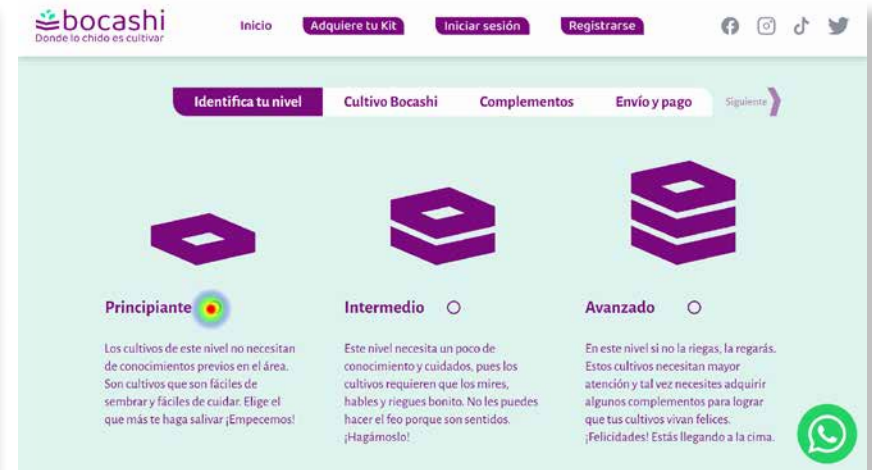 bocashi
Donde lo chido es cultivar
Inicio
Adquiere tu Kit
Iniciar sesión
Registrarse
Identifica tu nivel
Cultivo Bocashi
Complementos
Envío y pago
Siguiente
Principiante
Los cultivos de este nivel no necesitan
de conocimientos previos en el área.
Son cultivos que son fáciles de
sembrar y fáciles de cuidar. Elige el
que más te haga salivar ¡Empecemos!
Intermedio
Este nivel necesita un poco de
conocimiento y cuidados, pues los
cultivos requieren que los mires,
hables y riegues bonito. No les puedes
hacer el feo porque son sentidos.
¡Hagámoslo!
Avanzado
En este nivel si no la riegas, la regarás.
Estos cultivos necesitan mayor
atención y tal vez necesites adquirir
algunos complementos para lograr
que tus cultivos vivan felices.
¡Felicidades! Estás llegando a la cima.